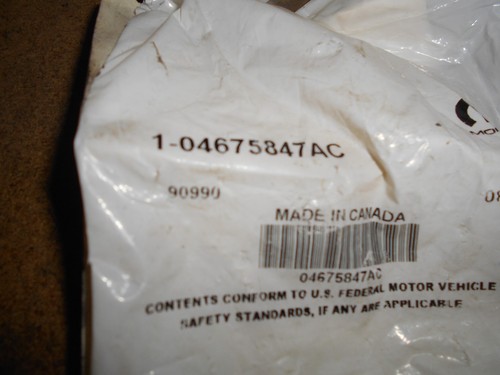 1-04675847AC
90990
MADE IN CANADA
04675847AC
CONTENTS CONFORM TO U.S. FEDERAL MOTOR VEHICLE
SAFETY STANDARDS, IF ANY ARE APPLICABLE